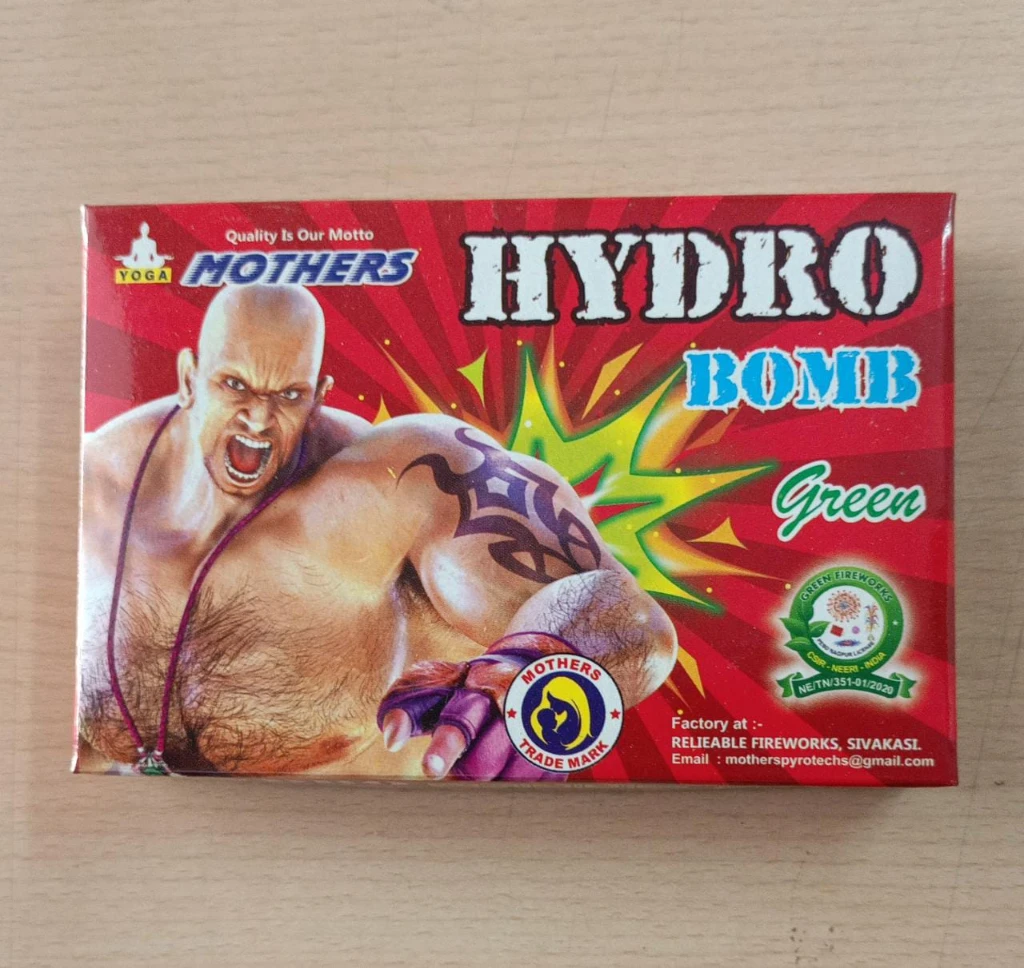 Quality Is Our Motto
YOGA
MOTHERS
HYDRO
BOMB
Green
GREEN FIREWORKS
CSIR - NEERI - INDIA
NE/TN/351-01/2020
MOTHERS
TRADE MARK
Factory at :-
RELIEABLE FIREWORKS, SIVAKASI.
Email : motherspyrotechs@gmail.com